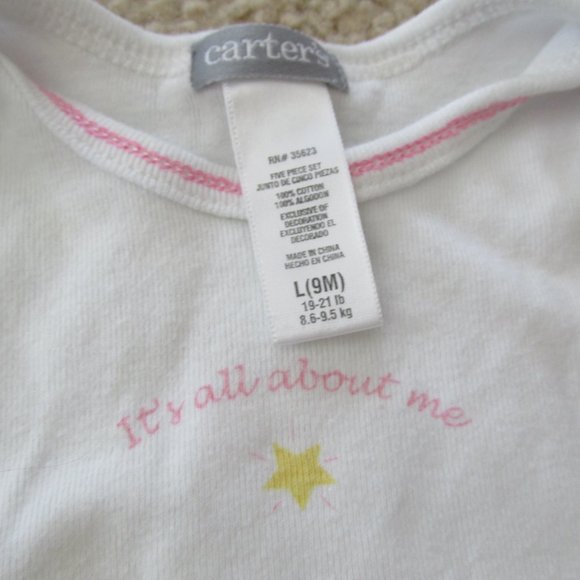 carter's
RN# 35623
FIVE PIECE SET
JUNTO DE CINCO PIEZAS
100% COTTON
100% ALGODON
EXCLUSIVE OF
DECORATION
EXCLUYENDO EL
DECORADO
MADE IN CHINA
HECHO EN CHINA
L(9M)
19-21 lb
8.6-9.5 kg
It's all about me